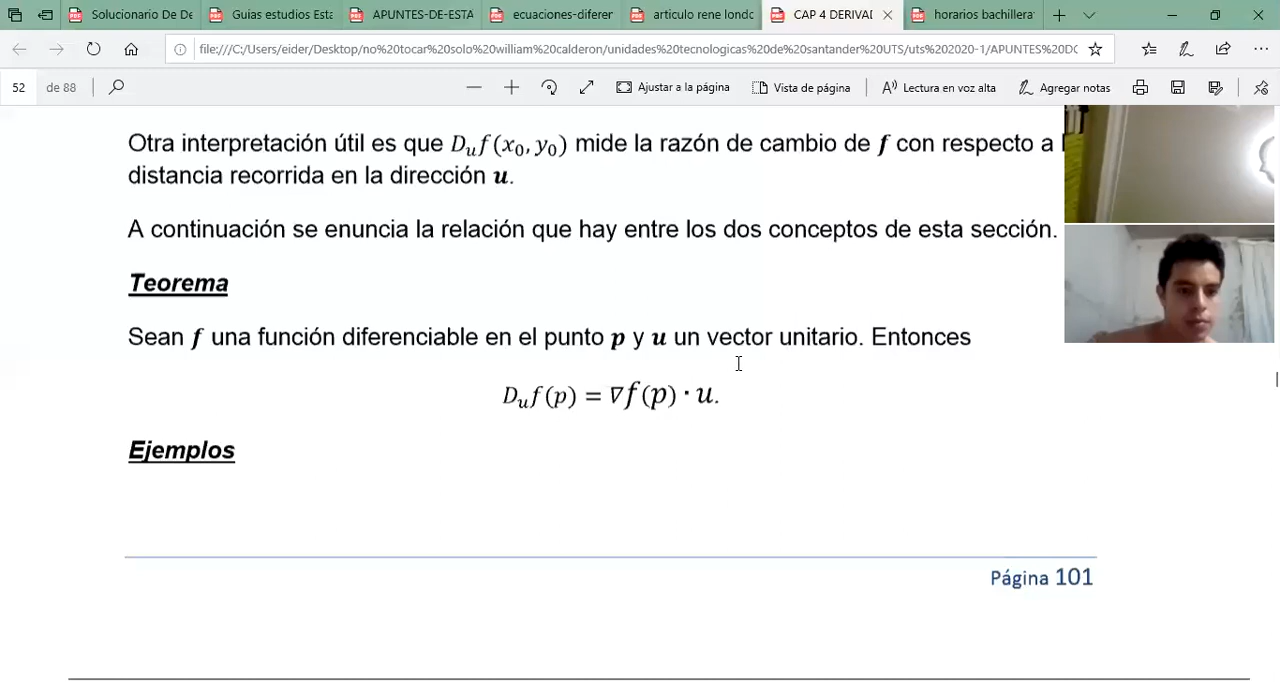 Solucionario De De
Guias estudios Esta
APUNTES-DE-ESTA
ecuaciones-diferer
articulo rene londc
CAP 4 DERIVAD
horarios bachillera
file:///C:/Users/eider/Desktop/no%20tocar%20solo%20william%20calderon/unidades%20tecnologicas%20de%20santander%20UTS/uts%202020-1/APUNTES%20DC
52 de 88
Ajustar a la página
Vista de página
Lectura en voz alta
Agregar notas
Otra interpretación útil es que D_u f(x₀, y₀) mide la razón de cambio de f con respecto a l
distancia recorrida en la dirección u.
A continuación se enuncia la relación que hay entre los dos conceptos de esta sección.
Teorema
Sean f una función diferenciable en el punto p y u un vector unitario. Entonces
D_u f(p) = ∇f(p) · u.
Ejemplos
Página 101